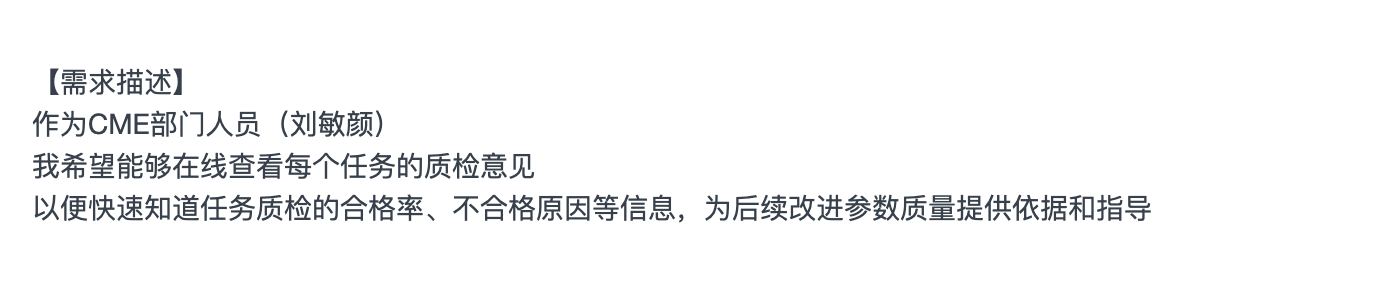 【需求描述】
作为CME部门人员（刘敏颜）
我希望能够在线查看每个任务的质检意见
以便快速知道任务质检的合格率、不合格原因等信息，为后续改进参数质量提供依据和指导